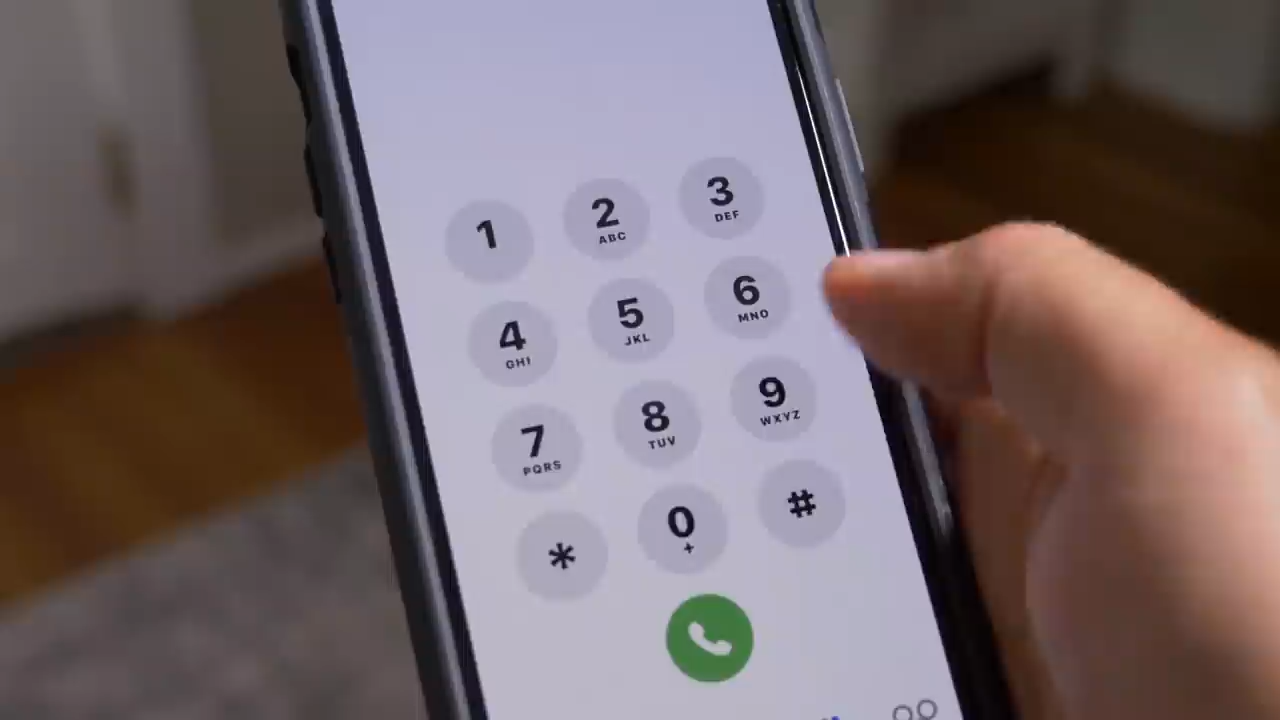 1 2 3
ABC DEF
4 5 6
GHI JKL MNO
7 8 9
PQRS TUV WXYZ
* 0 #
+